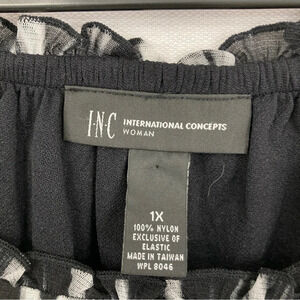 I·N·C INTERNATIONAL CONCEPTS
WOMAN
1X
100% NYLON
EXCLUSIVE OF
ELASTIC
MADE IN TAIWAN
WPL 8046